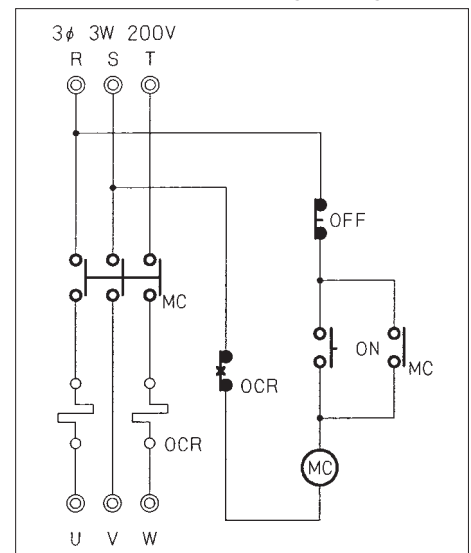 3φ 3W 200V
R S T
OFF
MC
ON
MC
OCR
OCR
MC
U V W